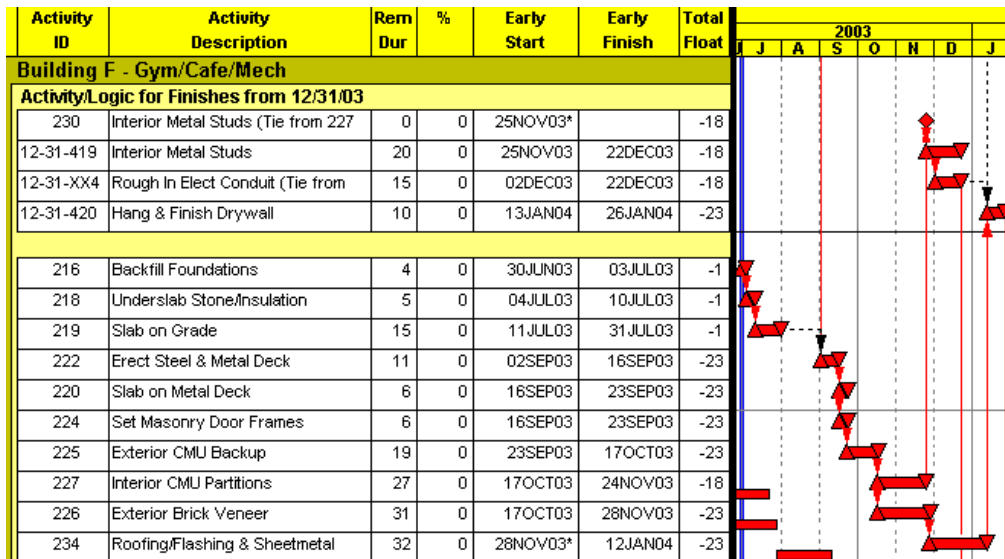 Activity Activity Rem % Early Early Total
ID Description Dur Start Finish Float
2003
J J A S O N D J
Building F - Gym/Cafe/Mech
Activity/Logic for Finishes from 12/31/03
230 Interior Metal Studs (Tie from 227 0 0 25NOV03* -18
12-31-419 Interior Metal Studs 20 0 25NOV03 22DEC03 -18
12-31-XX4 Rough In Elect Conduit (Tie from 15 0 02DEC03 22DEC03 -18
12-31-420 Hang & Finish Drywall 10 0 13JAN04 26JAN04 -23
216 Backfill Foundations 4 0 30JUN03 03JUL03 -1
218 Underslab Stone/Insulation 5 0 04JUL03 10JUL03 -1
219 Slab on Grade 15 0 11JUL03 31JUL03 -1
222 Erect Steel & Metal Deck 11 0 02SEP03 16SEP03 -23
220 Slab on Metal Deck 6 0 16SEP03 23SEP03 -23
224 Set Masonry Door Frames 6 0 16SEP03 23SEP03 -23
225 Exterior CMU Backup 19 0 23SEP03 17OCT03 -23
227 Interior CMU Partitions 27 0 17OCT03 24NOV03 -18
226 Exterior Brick Veneer 31 0 17OCT03 28NOV03 -23
234 Roofing/Flashing & Sheetmetal 32 0 28NOV03* 12JAN04 -23